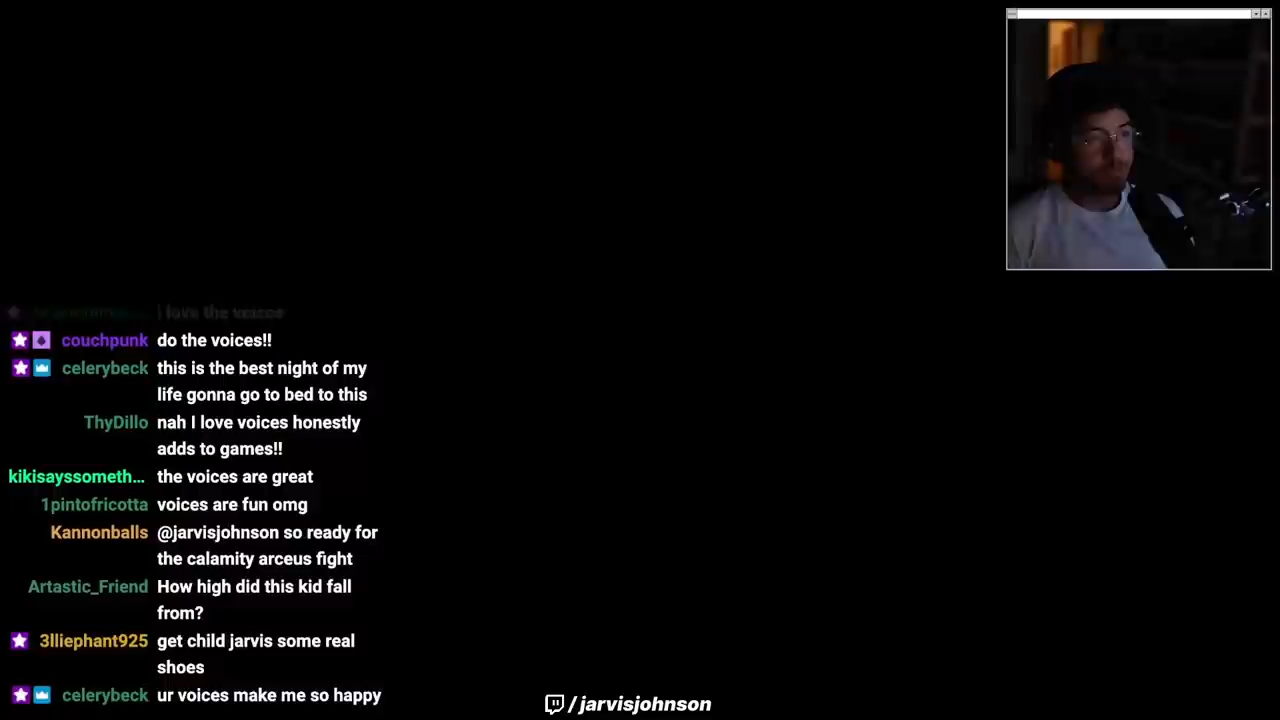 couchpunk do the voices!!
celerybeck this is the best night of my
life gonna go to bed to this
ThyDillo nah I love voices honestly
adds to games!!
kikisayssometh... the voices are great
1pintofricotta voices are fun omg
Kannonballs @jarvisjohnson so ready for
the calamity arceus fight
Artastic_Friend How high did this kid fall
from?
3lliephant925 get child jarvis some real
shoes
celerybeck ur voices make me so happy
/jarvisjohnson